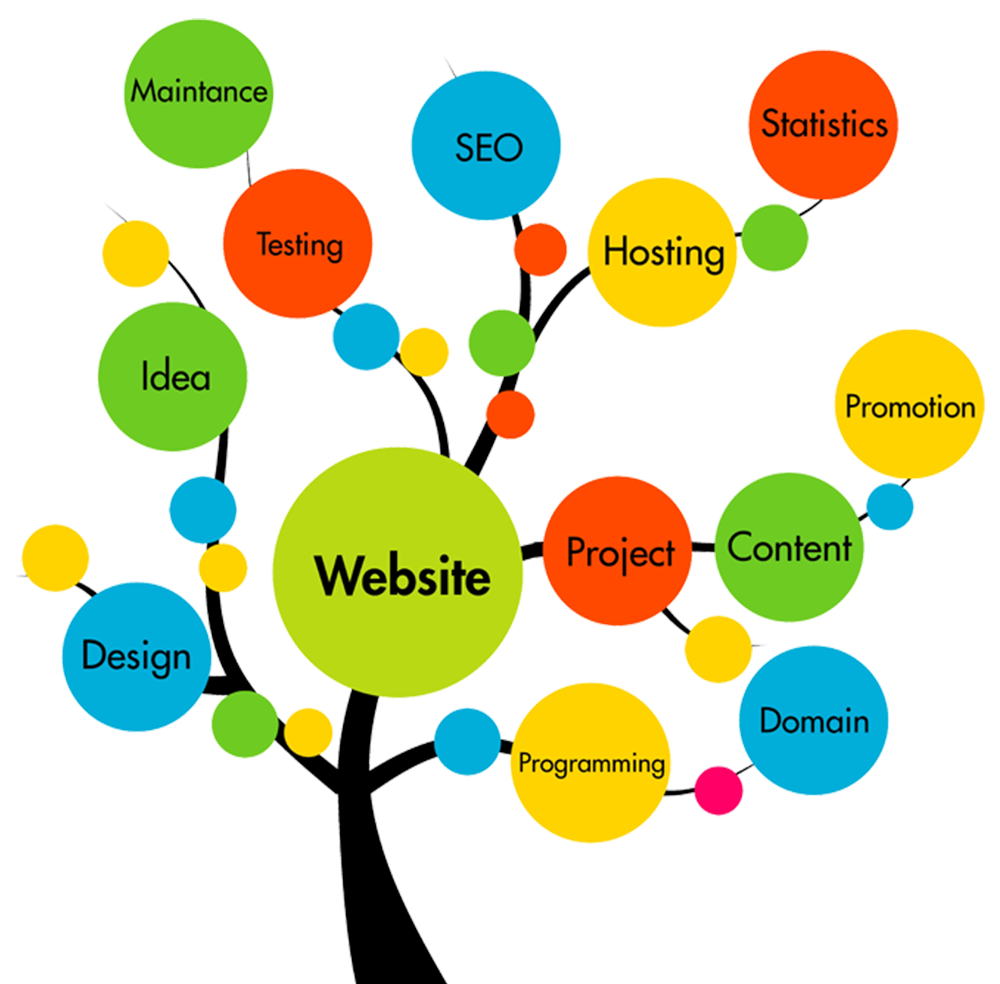 Maintance
SEO
Statistics
Testing
Hosting
Idea
Promotion
Website
Project
Content
Design
Domain
Programming